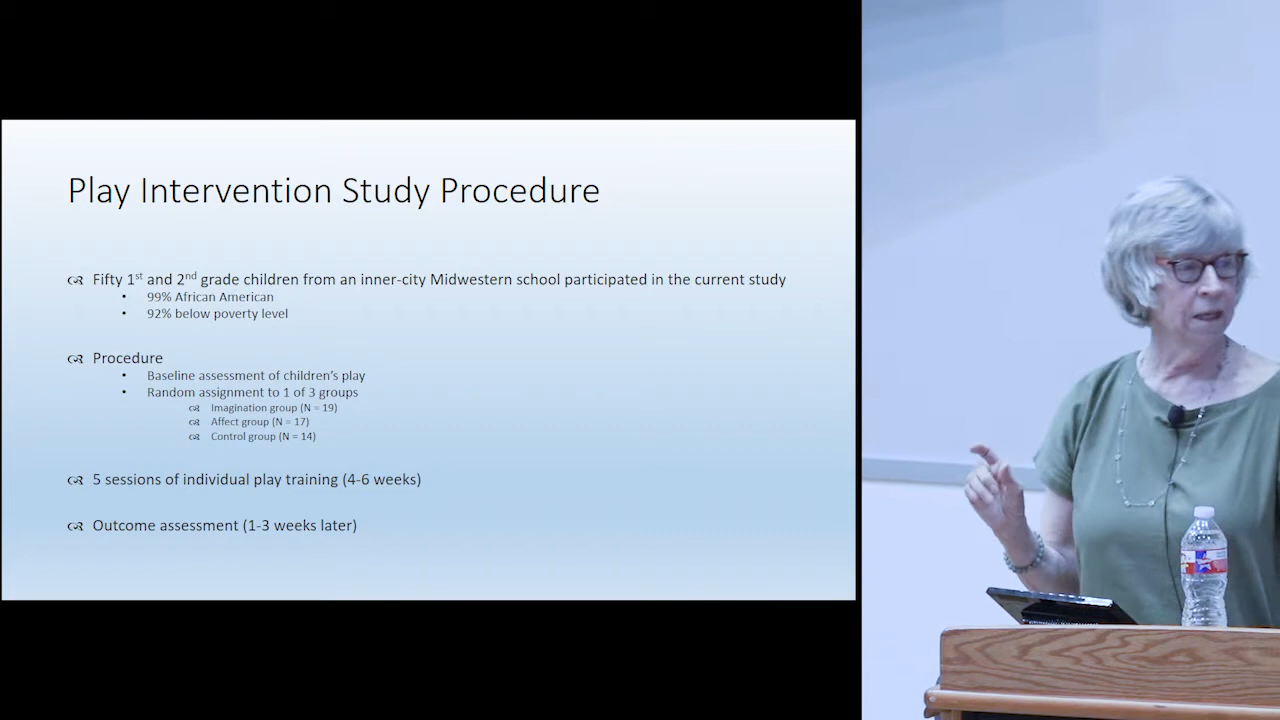 Play Intervention Study Procedure
Fifty 1st and 2nd grade children from an inner-city Midwestern school participated in the current study
• 99% African American
• 92% below poverty level
Procedure
• Baseline assessment of children's play
• Random assignment to 1 of 3 groups
Imagination group (N = 19)
Affect group (N = 17)
Control group (N = 14)
5 sessions of individual play training (4-6 weeks)
Outcome assessment (1-3 weeks later)